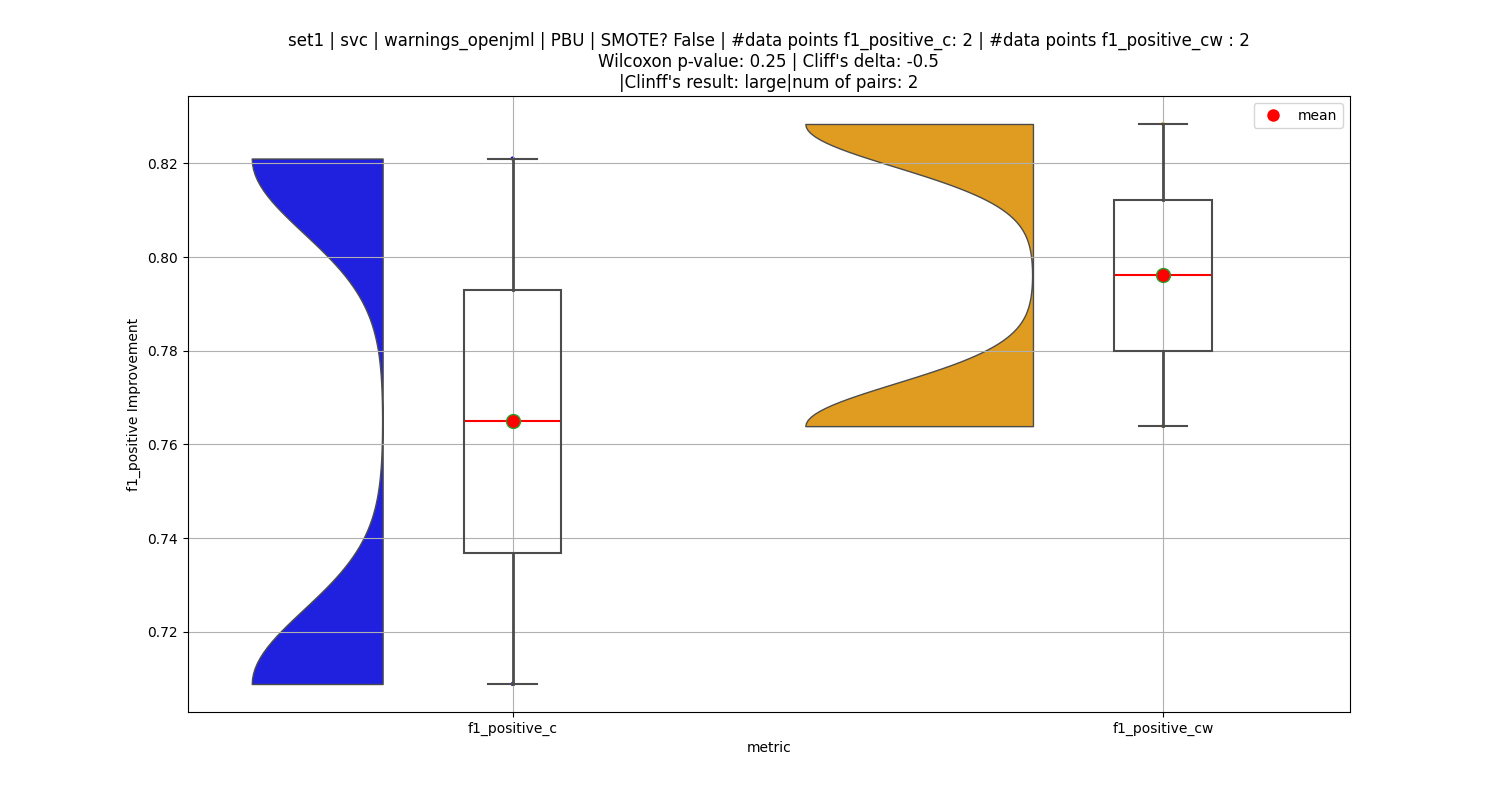 set1 | svc | warnings_openjml | PBU | SMOTE? False | #data points f1_positive_c: 2 | #data points f1_positive_cw : 2
Wilcoxon p-value: 0.25 | Cliff's delta: -0.5
|Clinff's result: large|num of pairs: 2
mean
0.82
0.80
0.78
0.76
0.74
0.72
f1_positive Improvement
f1_positive_c
f1_positive_cw
metric